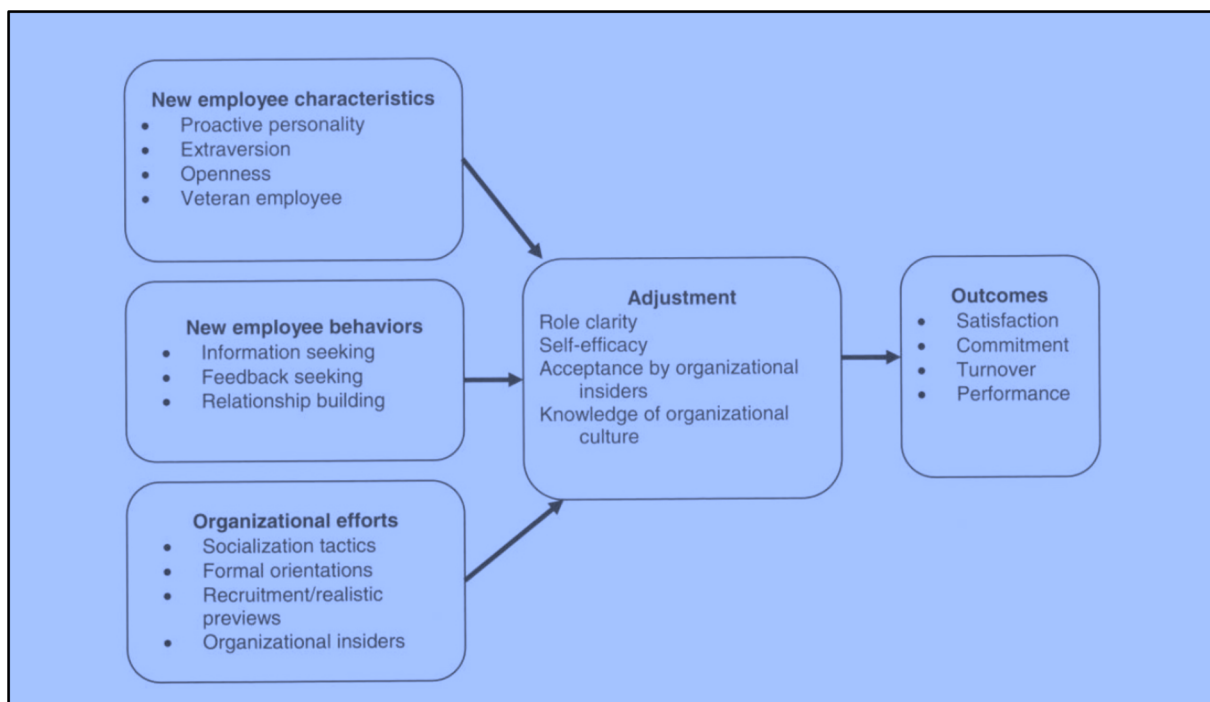 New employee characteristics
• Proactive personality
• Extraversion
• Openness
• Veteran employee
New employee behaviors
• Information seeking
• Feedback seeking
• Relationship building
Organizational efforts
• Socialization tactics
• Formal orientations
• Recruitment/realistic
previews
• Organizational insiders
Adjustment
Role clarity
Self-efficacy
Acceptance by organizational
insiders
Knowledge of organizational
culture
Outcomes
• Satisfaction
• Commitment
• Turnover
• Performance